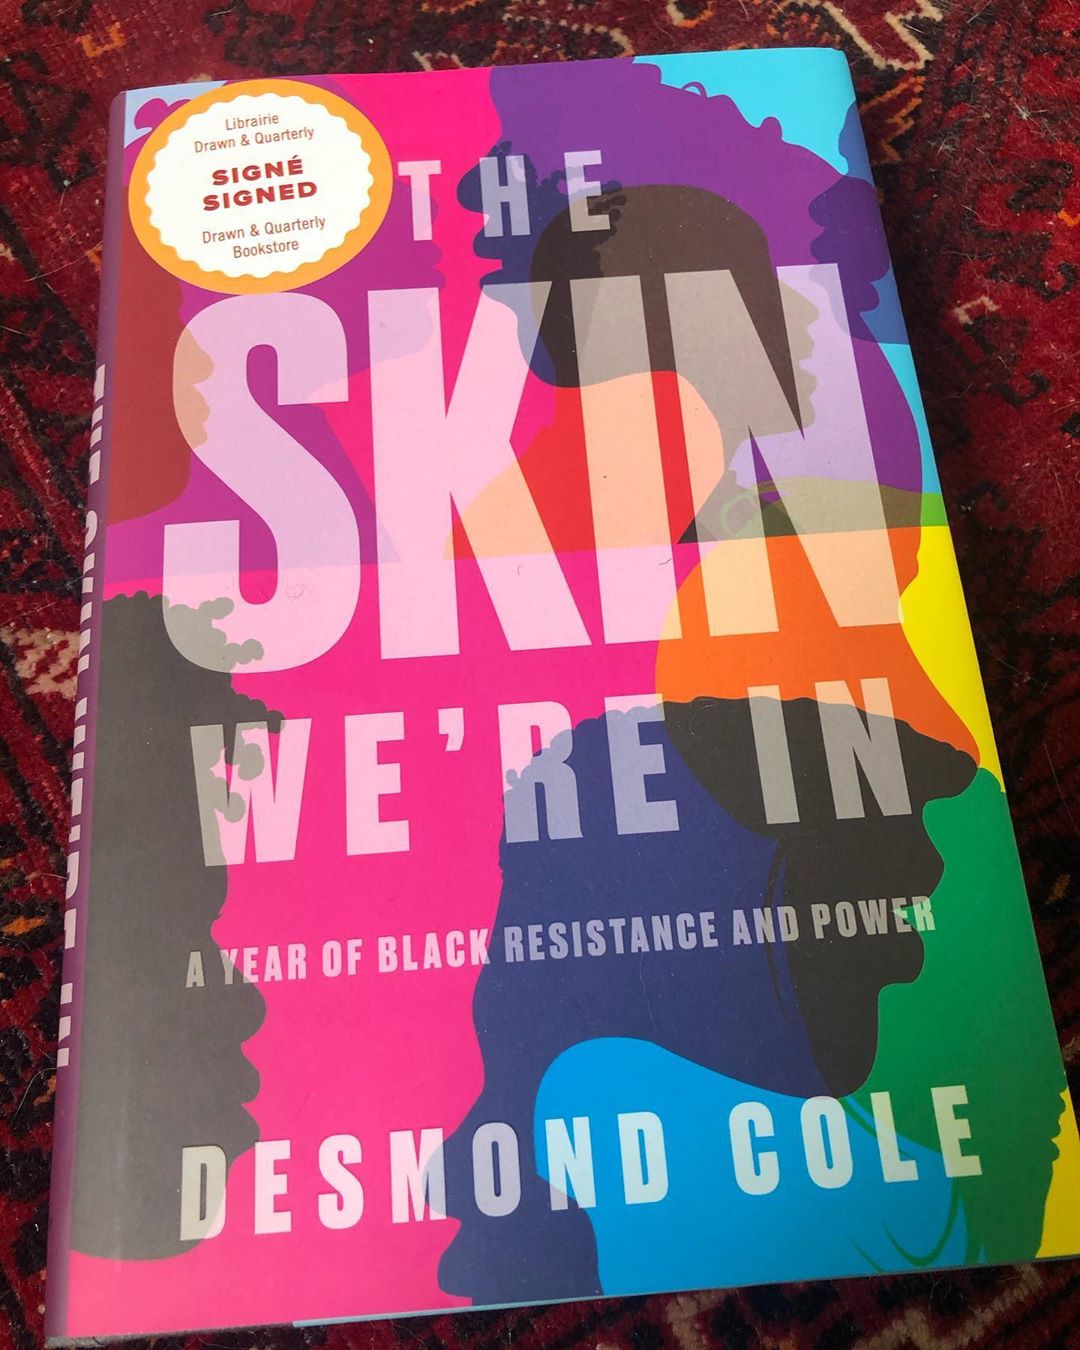 Librairie
Drawn & Quarterly
SIGNÉ
SIGNED
Drawn & Quarterly
Bookstore
THE
SKIN
WE'RE IN
A YEAR OF BLACK RESISTANCE AND POWER
DESMOND COLE